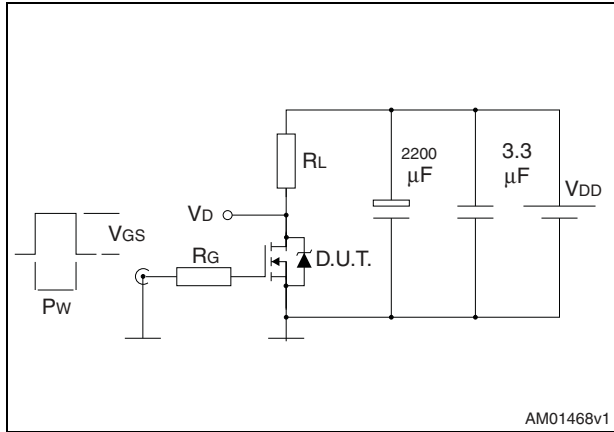 RL
2200
μF
3.3
μF
VDD
VD
VGS
RG
D.U.T.
PW
AM01468v1